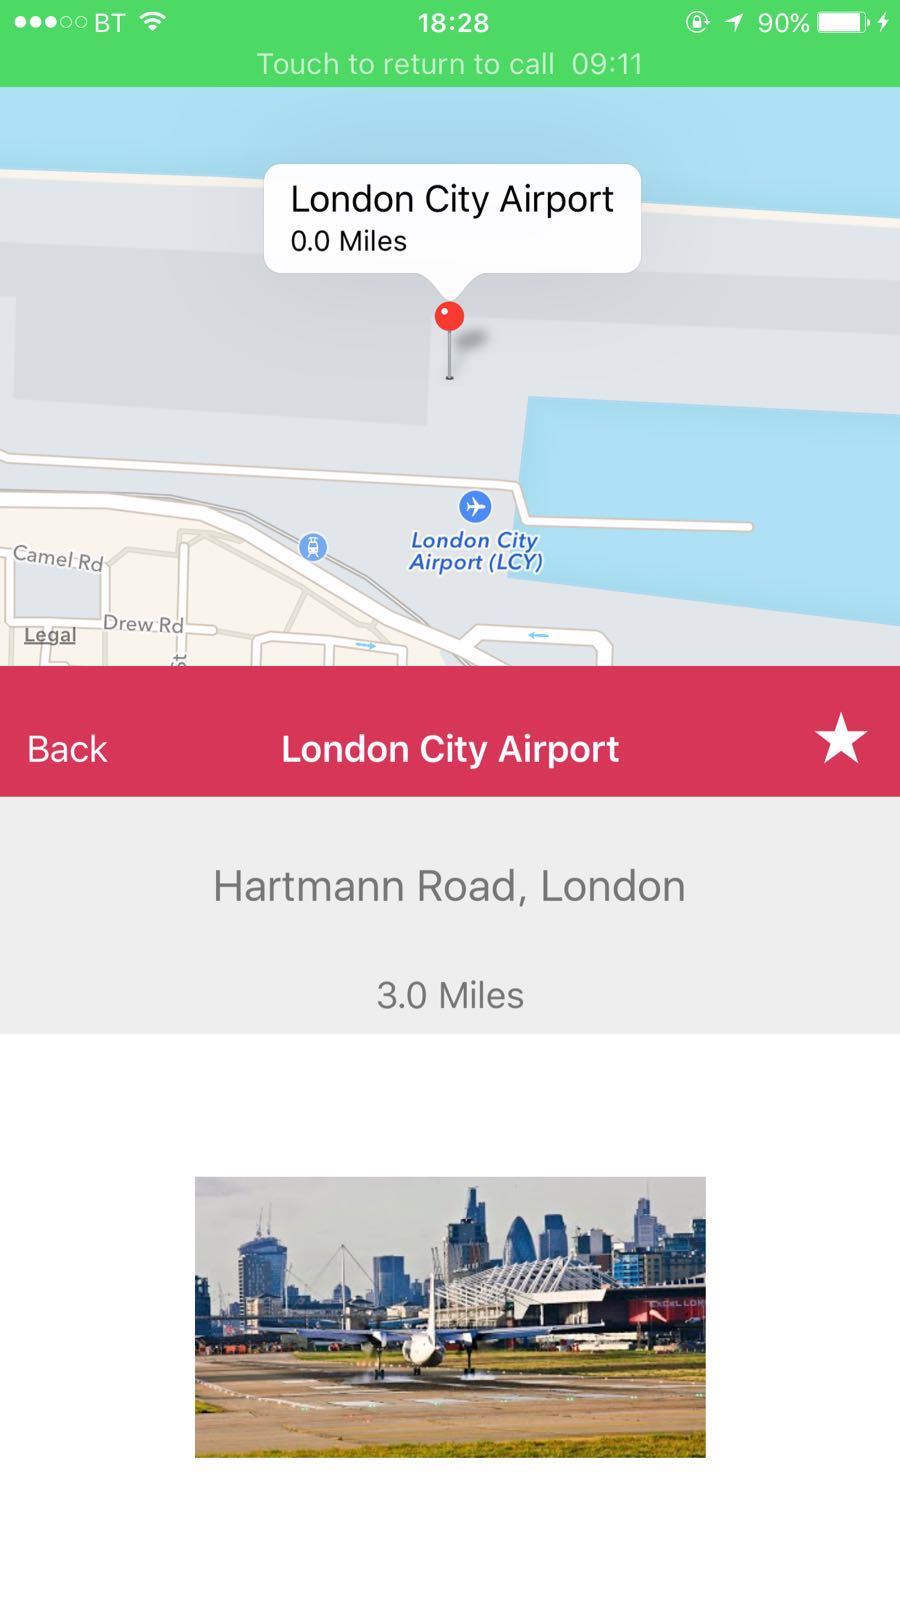 BT 18:28 90%
Touch to return to call 09:11
London City Airport
0.0 Miles
London City
Airport (LCY)
Camel Rd
Drew Rd
Legal
St
Back London City Airport
Hartmann Road, London
3.0 Miles